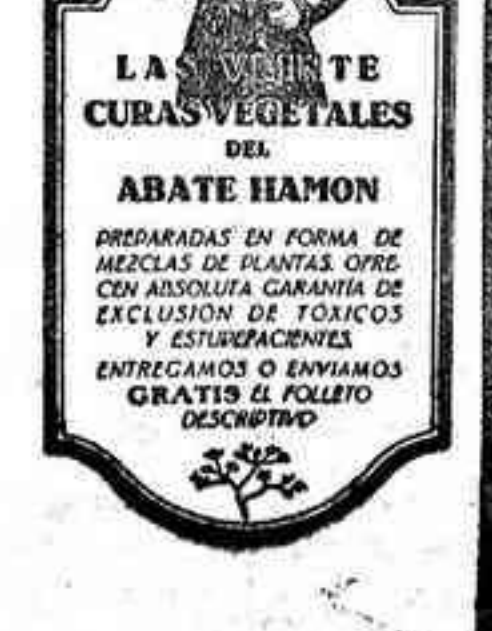 LAS VEINTE
CURAS VEGETALES
DEL
ABATE HAMON
PREPARADAS EN FORMA DE
MEZCLAS DE PLANTAS. OFRE-
CEN ABSOLUTA GARANTIA DE
EXCLUSION DE TOXICOS
Y ESTUPEFACIENTES
ENTREGAMOS O ENVIAMOS
GRATIS EL FOLLETO
DESCRIPTIVO